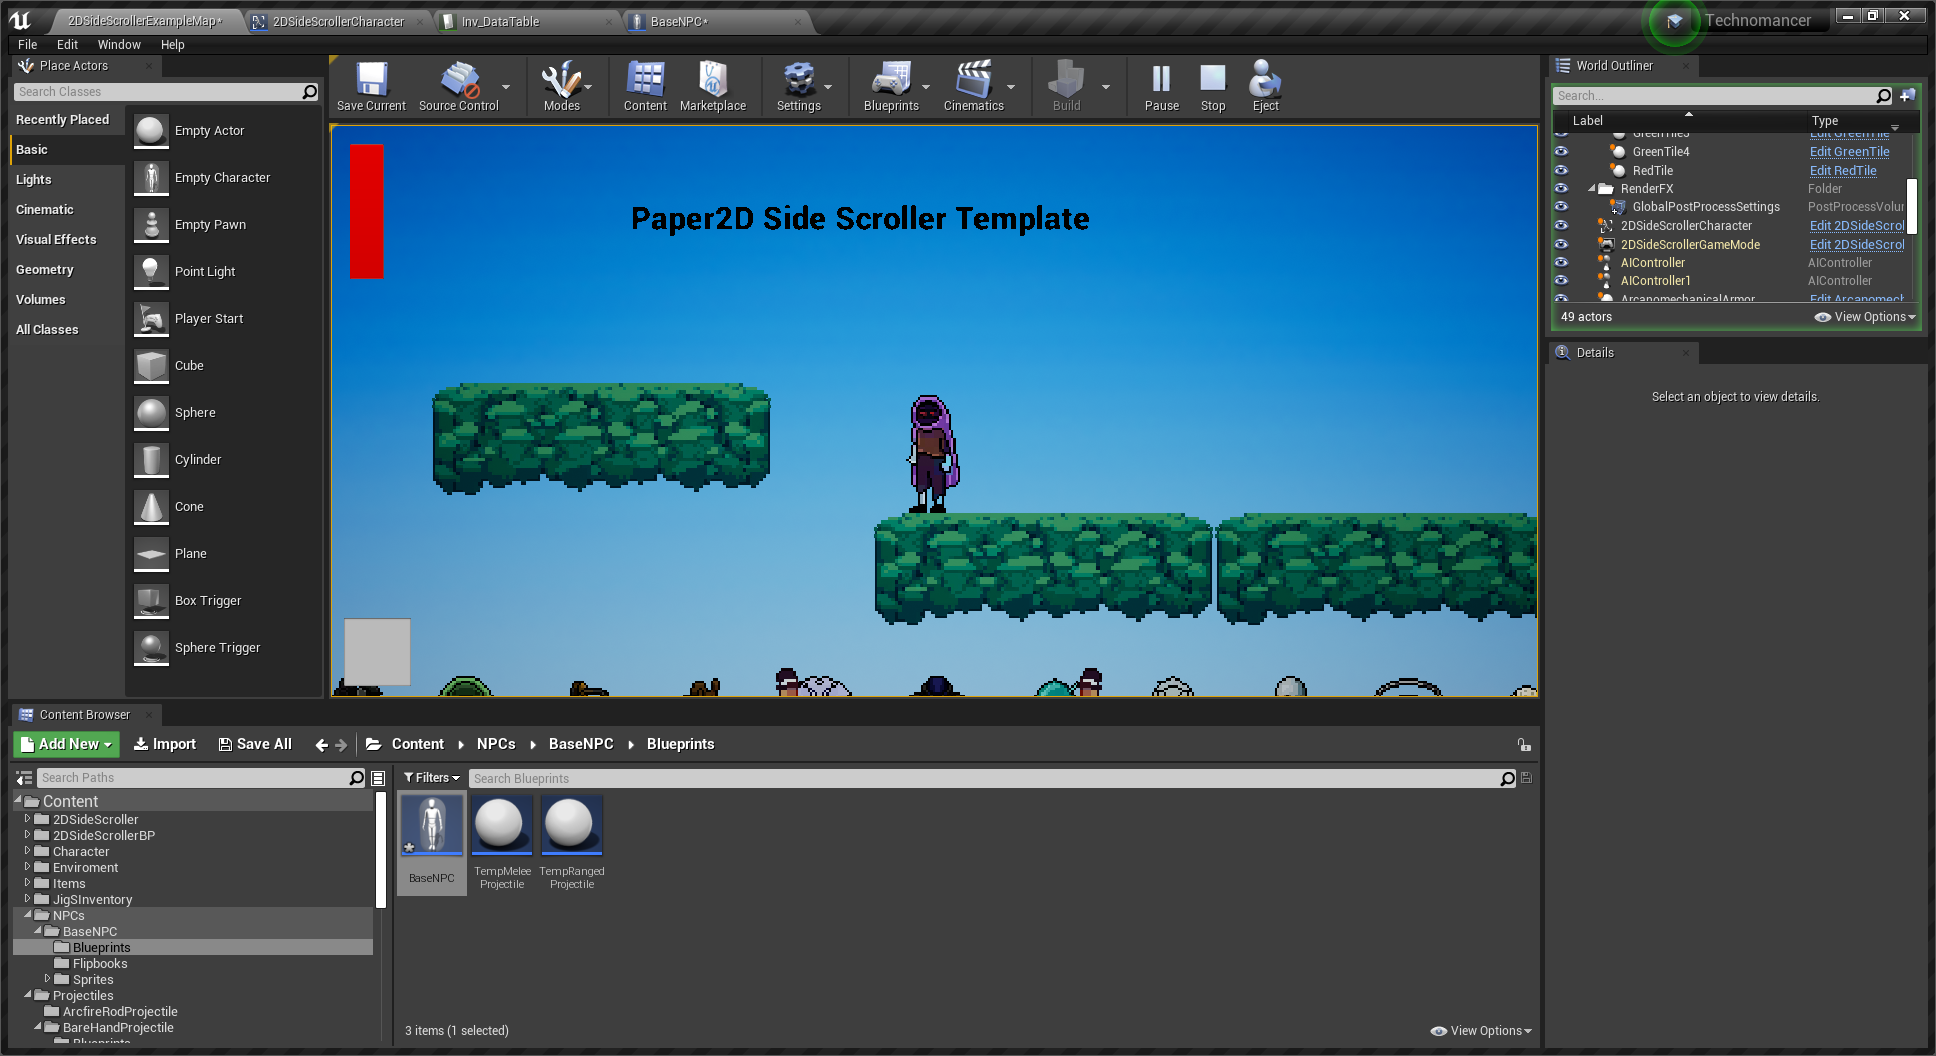 2DSideScrollerExampleMap*
2DSideScrollerCharacter
Inv_DataTable
BaseNPC*
Technomancer
File Edit Window Help
Place Actors
Search Classes
Recently Placed
Basic
Lights
Cinematic
Visual Effects
Geometry
Volumes
All Classes
Empty Actor
Empty Character
Empty Pawn
Point Light
Player Start
Cube
Sphere
Cylinder
Cone
Plane
Box Trigger
Sphere Trigger
Save Current
Source Control
Modes
Content
Marketplace
Settings
Blueprints
Cinematics
Build
Pause
Stop
Eject
Paper2D Side Scroller Template
World Outliner
Search...
Label Type
GreenTile3 Edit GreenTile
GreenTile4 Edit GreenTile
RedTile Edit RedTile
RenderFX Folder
GlobalPostProcessSettings PostProcessVolur
2DSideScrollerCharacter Edit 2DSideScrol
2DSideScrollerGameMode Edit 2DSideScrol
AIController AIController
AIController1 AIController
ArcanomechanicalArmor Edit Arcanomech
49 actors
View Options
Details
Select an object to view details.
Content Browser
Add New
Import
Save All
Content
NPCs
BaseNPC
Blueprints
Search Paths
Content
2DSideScroller
2DSideScrollerBP
Character
Enviroment
Items
JigSInventory
NPCs
BaseNPC
Blueprints
Flipbooks
Sprites
Projectiles
ArcfireRodProjectile
BareHandProjectile
Blueprints
Filters
Search Blueprints
BaseNPC
TempMelee
Projectile
TempRanged
Projectile
3 items (1 selected)
View Options